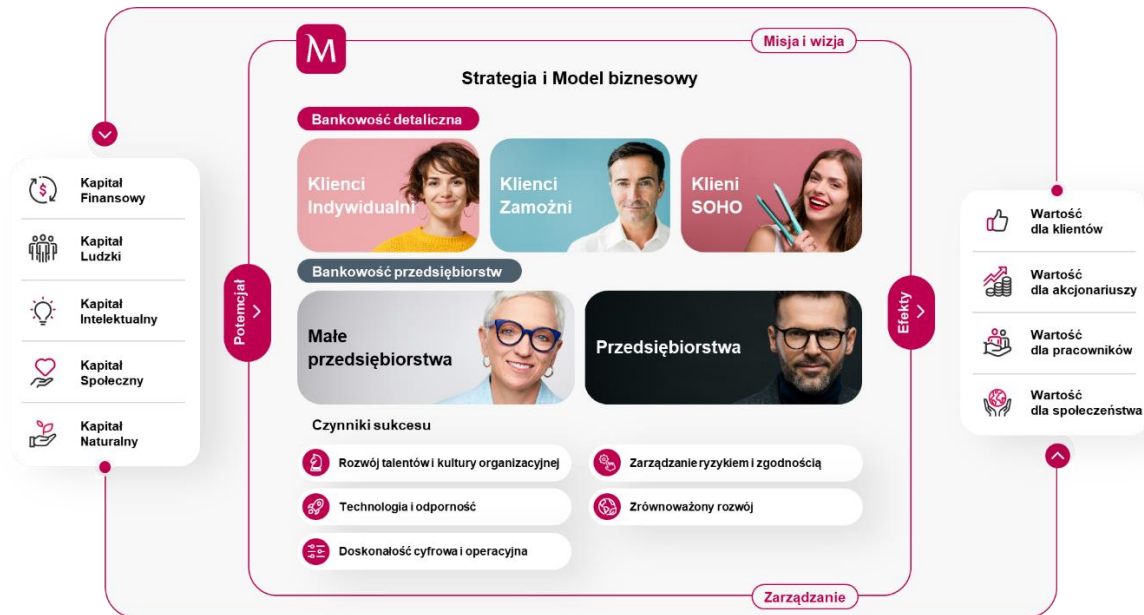 M
Misja i wizja
Strategia i Model biznesowy
Bankowość detaliczna
Klienci
Indywidualni
Klienci
Zamożni
Klieni
SOHO
Bankowość przedsiębiorstw
Małe
przedsiębiorstwa
Przedsiębiorstwa
Czynniki sukcesu
Rozwój talentów i kultury organizacyjnej
Zarządzanie ryzykiem i zgodnością
Technologia i odporność
Zrównoważony rozwój
Doskonałość cyfrowa i operacyjna
Zarządzanie
Kapitał
Finansowy
Kapitał
Ludzki
Kapitał
Intelektualny
Kapitał
Społeczny
Kapitał
Naturalny
Potemcjał
Efekty
Wartość
dla klientów
Wartość
dla akcjonariuszy
Wartość
dla pracowników
Wartość
dla społeczeństwa